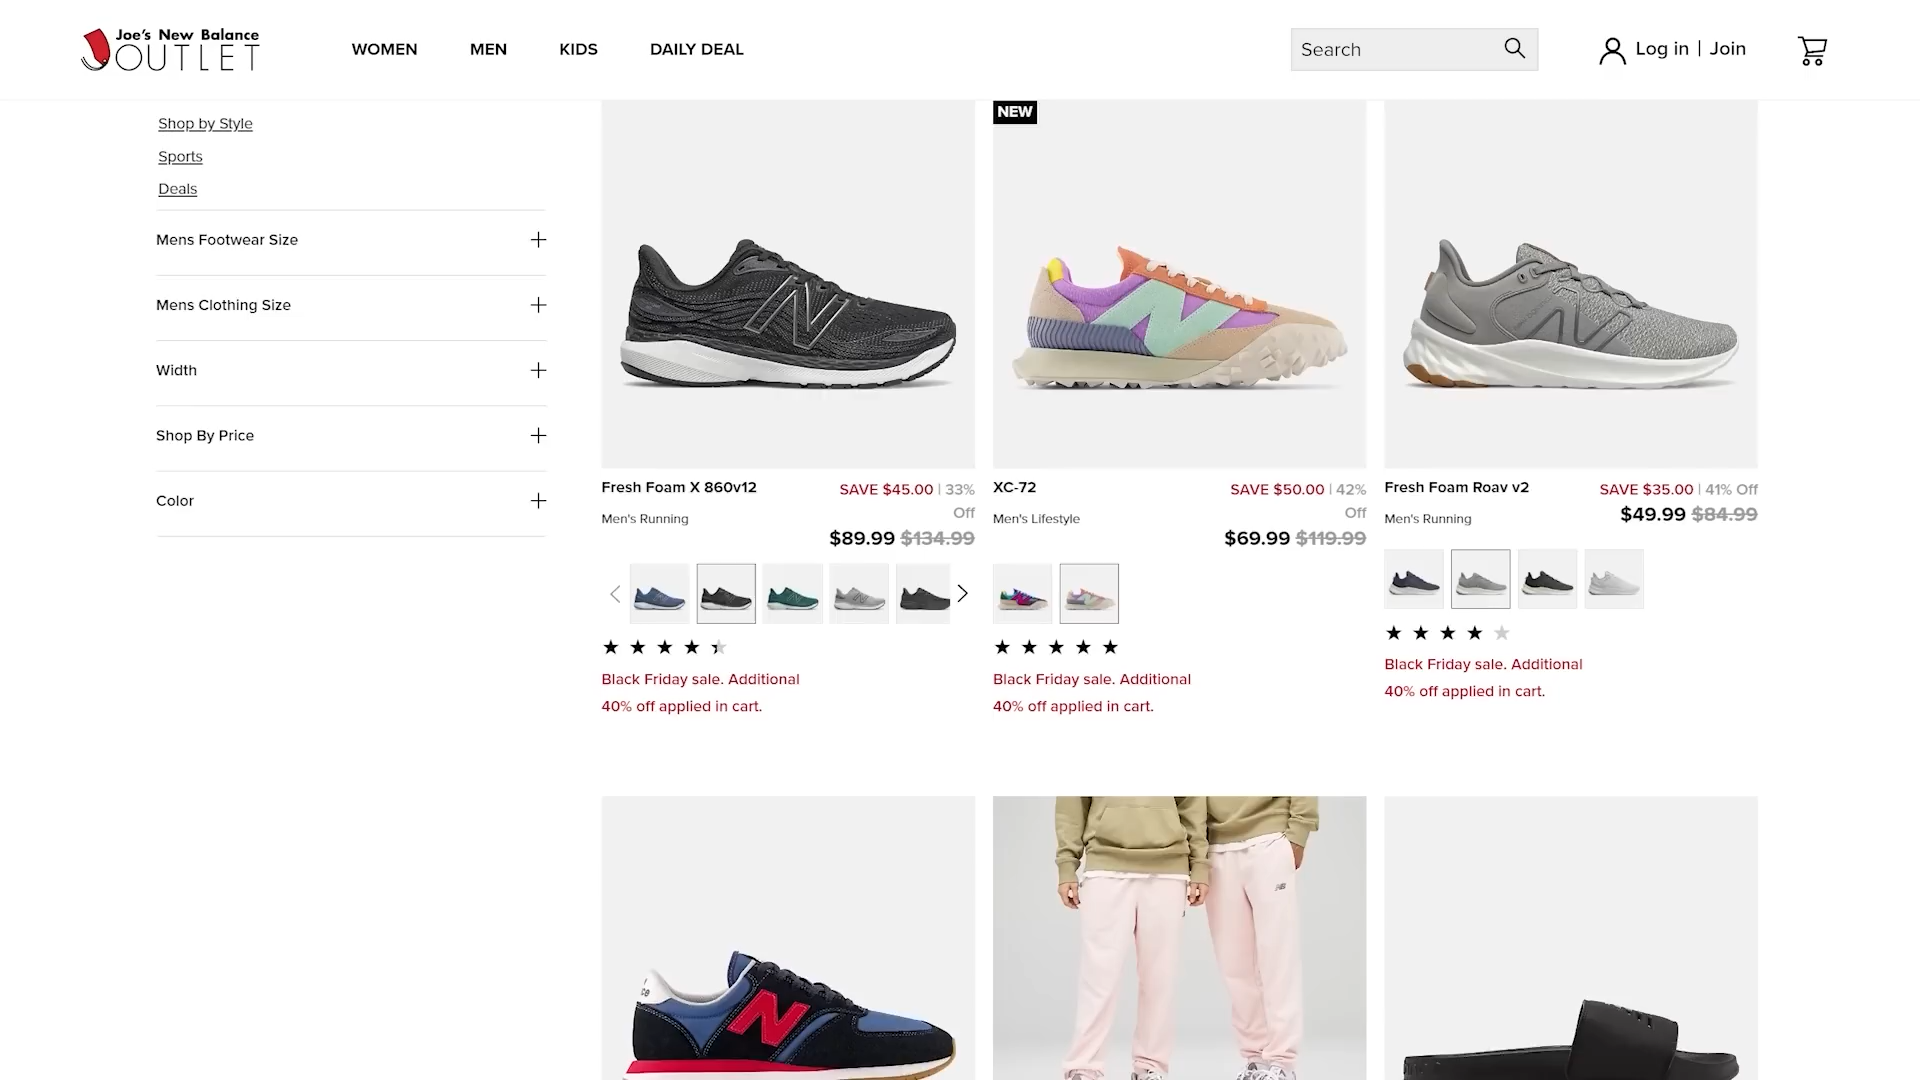 Joe's New Balance
OUTLET
WOMEN
MEN
KIDS
DAILY DEAL
Search
Log in | Join
Shop by Style
Sports
Deals
Mens Footwear Size
Mens Clothing Size
Width
Shop By Price
Color
Fresh Foam X 860v12
SAVE $45.00 | 33%
Off
Men's Running
$89.99 $134.99
Black Friday sale. Additional
40% off applied in cart.
NEW
XC-72
SAVE $50.00 | 42%
Off
Men's Lifestyle
$69.99 $119.99
Black Friday sale. Additional
40% off applied in cart.
Fresh Foam Roav v2
SAVE $35.00 | 41% Off
Men's Running
$49.99 $84.99
Black Friday sale. Additional
40% off applied in cart.